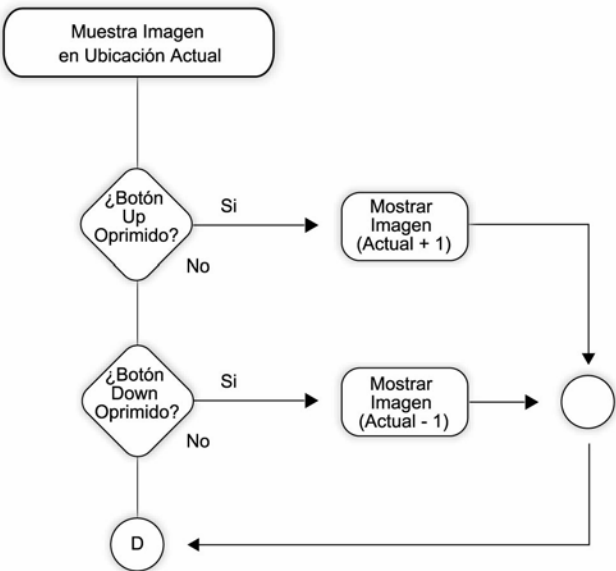 Muestra Imagen
en Ubicación Actual
¿Botón
Up
Oprimido?
Si
No
Mostrar
Imagen
(Actual + 1)
¿Botón
Down
Oprimido?
Si
No
Mostrar
Imagen
(Actual - 1)
D